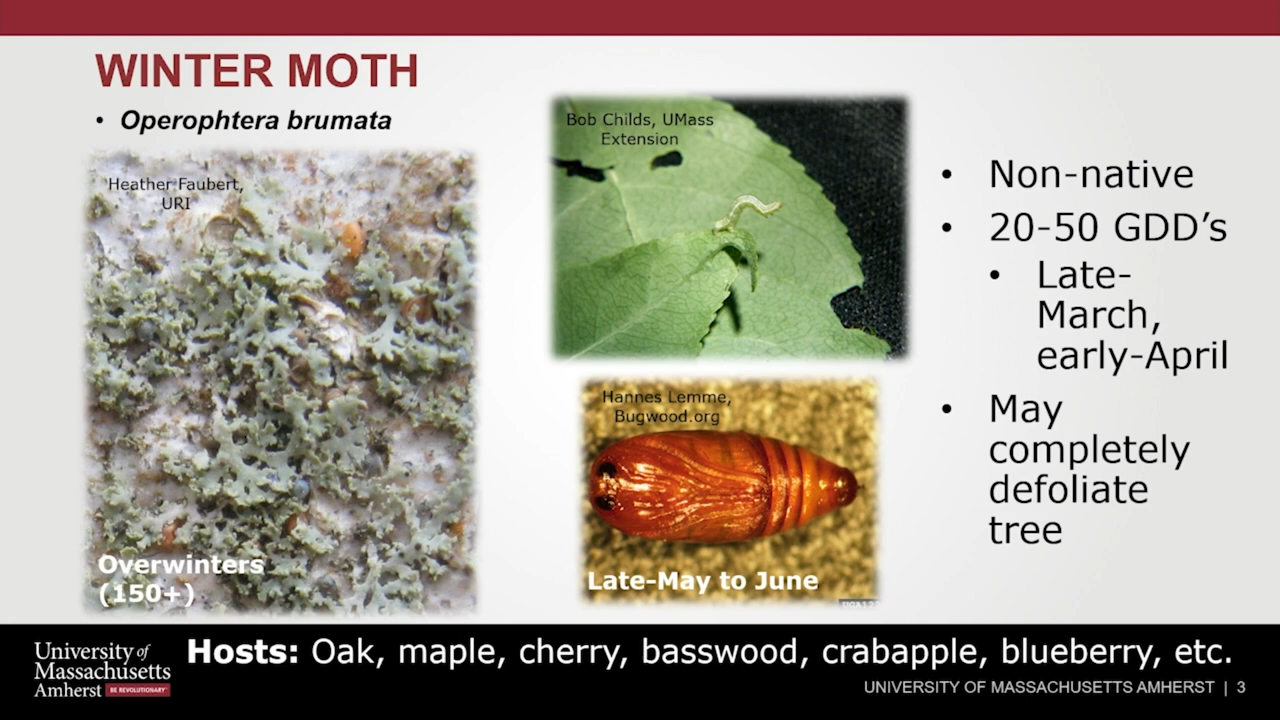 WINTER MOTH
• Operophtera brumata
Heather Faubert,
URI
Overwinters
(150+)
Bob Childs, UMass
Extension
Hannes Lemme,
Bugwood.org
Late-May to June
• Non-native
• 20-50 GDD’s
• Late-
March,
early-April
• May
completely
defoliate
tree
University of
Massachusetts
Amherst BE REVOLUTIONARY
Hosts: Oak, maple, cherry, basswood, crabapple, blueberry, etc.
UNIVERSITY OF MASSACHUSETTS AMHERST | 3